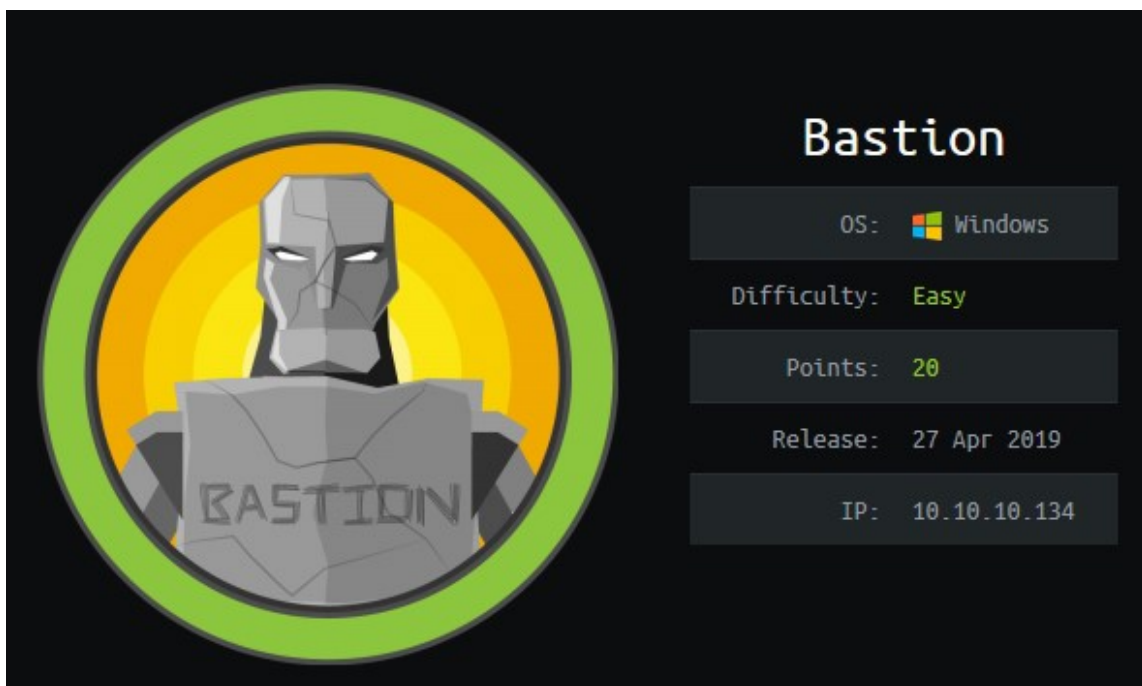 Bastion
OS: Windows
Difficulty: Easy
Points: 20
Release: 27 Apr 2019
IP: 10.10.10.134
BASTION